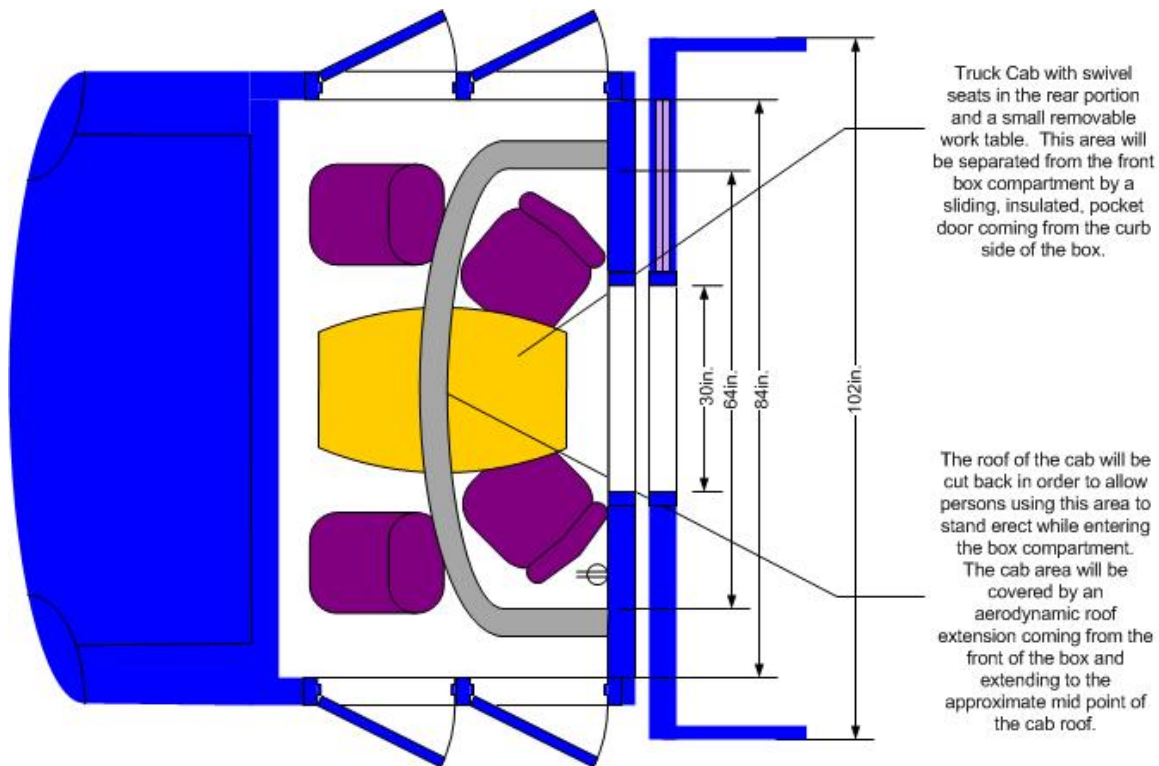 Truck Cab with swivel
seats in the rear portion
and a small removable
work table. This area will
be separated from the front
box compartment by a
sliding, insulated, pocket
door coming from the curb
side of the box.
30in.
64in.
84in.
102in.
The roof of the cab will be
cut back in order to allow
persons using this area to
stand erect while entering
the box compartment.
The cab area will be
covered by an
aerodynamic roof
extension coming from the
front of the box and
extending to the
approximate mid point of
the cab roof.